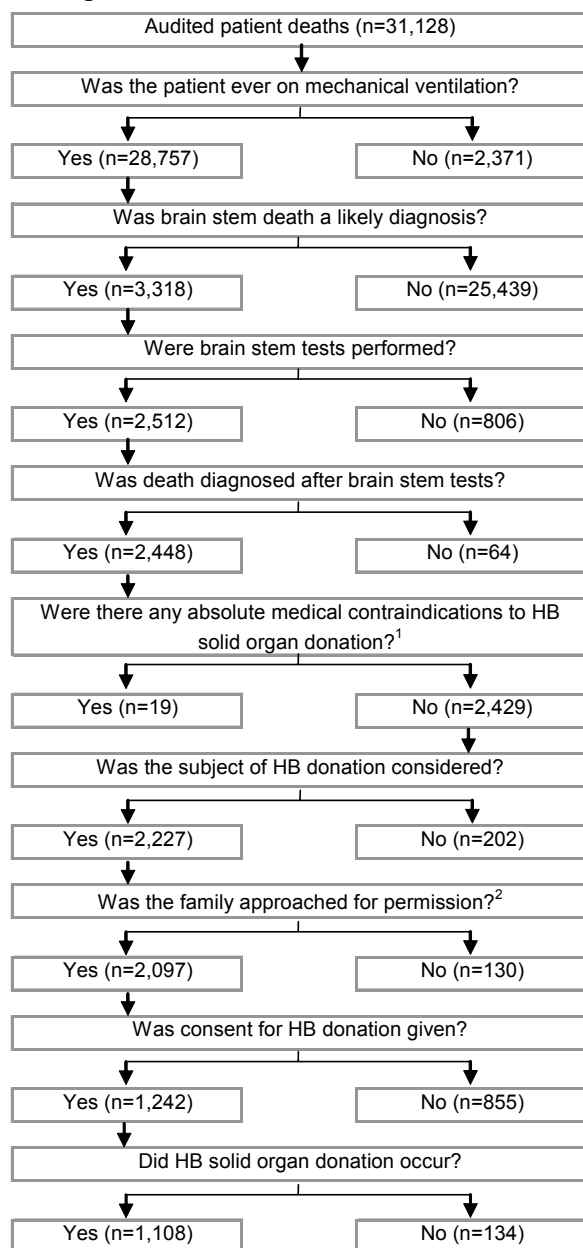 Audited patient deaths (n=31,128)
Was the patient ever on mechanical ventilation?
Yes (n=28,757)
No (n=2,371)
Was brain stem death a likely diagnosis?
Yes (n=3,318)
No (n=25,439)
Were brain stem tests performed?
Yes (n=2,512)
No (n=806)
Was death diagnosed after brain stem tests?
Yes (n=2,448)
No (n=64)
Were there any absolute medical contraindications to HB
solid organ donation?¹
Yes (n=19)
No (n=2,429)
Was the subject of HB donation considered?
Yes (n=2,227)
No (n=202)
Was the family approached for permission?²
Yes (n=2,097)
No (n=130)
Was consent for HB donation given?
Yes (n=1,242)
No (n=855)
Did HB solid organ donation occur?
Yes (n=1,108)
No (n=134)